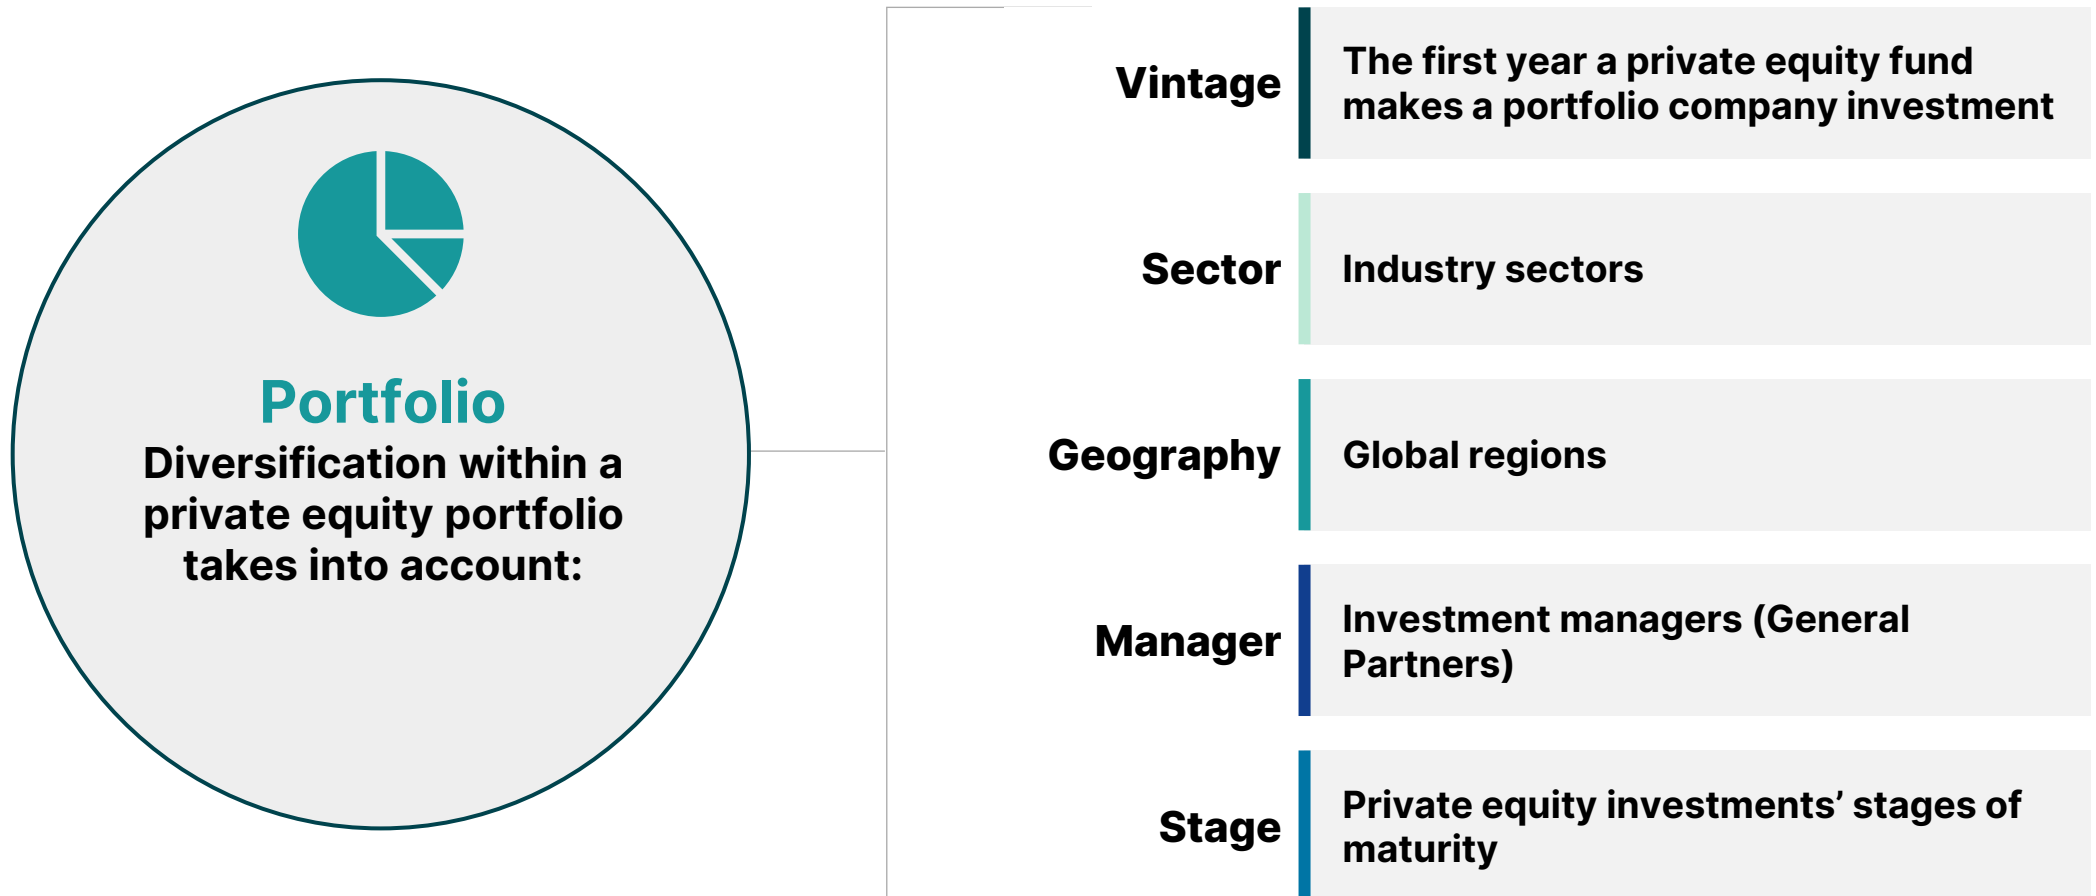 Portfolio
Diversification within a
private equity portfolio
takes into account:
Vintage
The first year a private equity fund
makes a portfolio company investment
Sector
Industry sectors
Geography
Global regions
Manager
Investment managers (General
Partners)
Stage
Private equity investments’ stages of
maturity